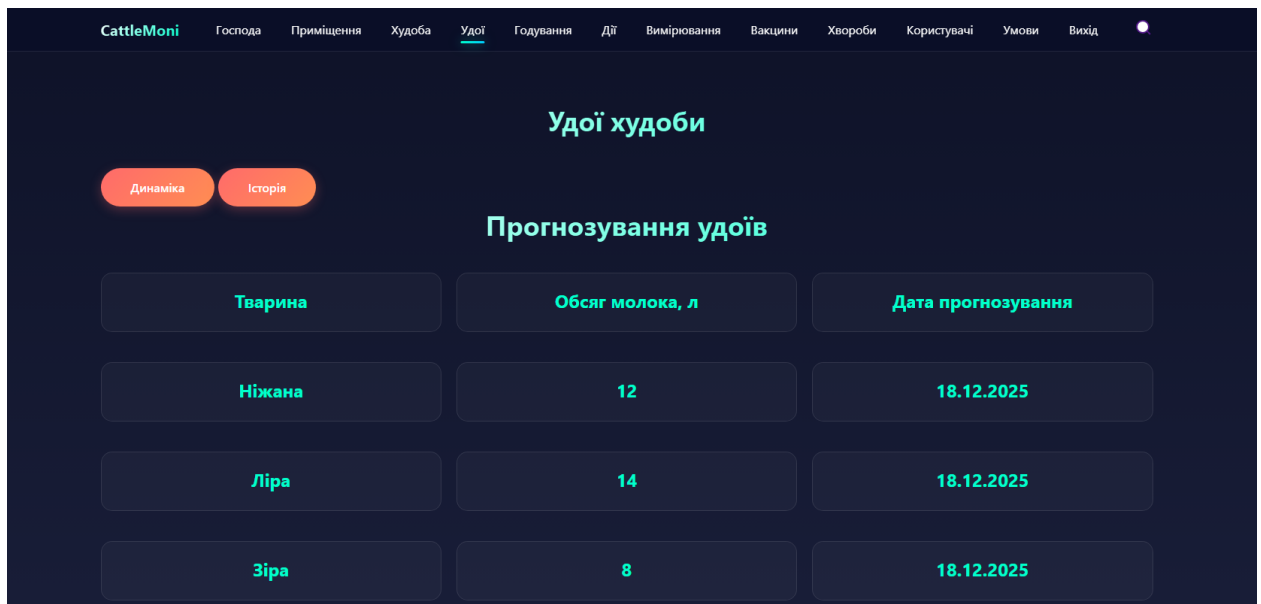 CattleMoni Господа Приміщення Худоба Удої Годування Дії Вимірювання Вакцини Хвороби Користувачі Умови Вихід
Удої худоби
Динаміка Історія
Прогнозування удоїв
Тварина Обсяг молока, л Дата прогнозування
Ніжана 12 18.12.2025
Ліра 14 18.12.2025
Зіра 8 18.12.2025